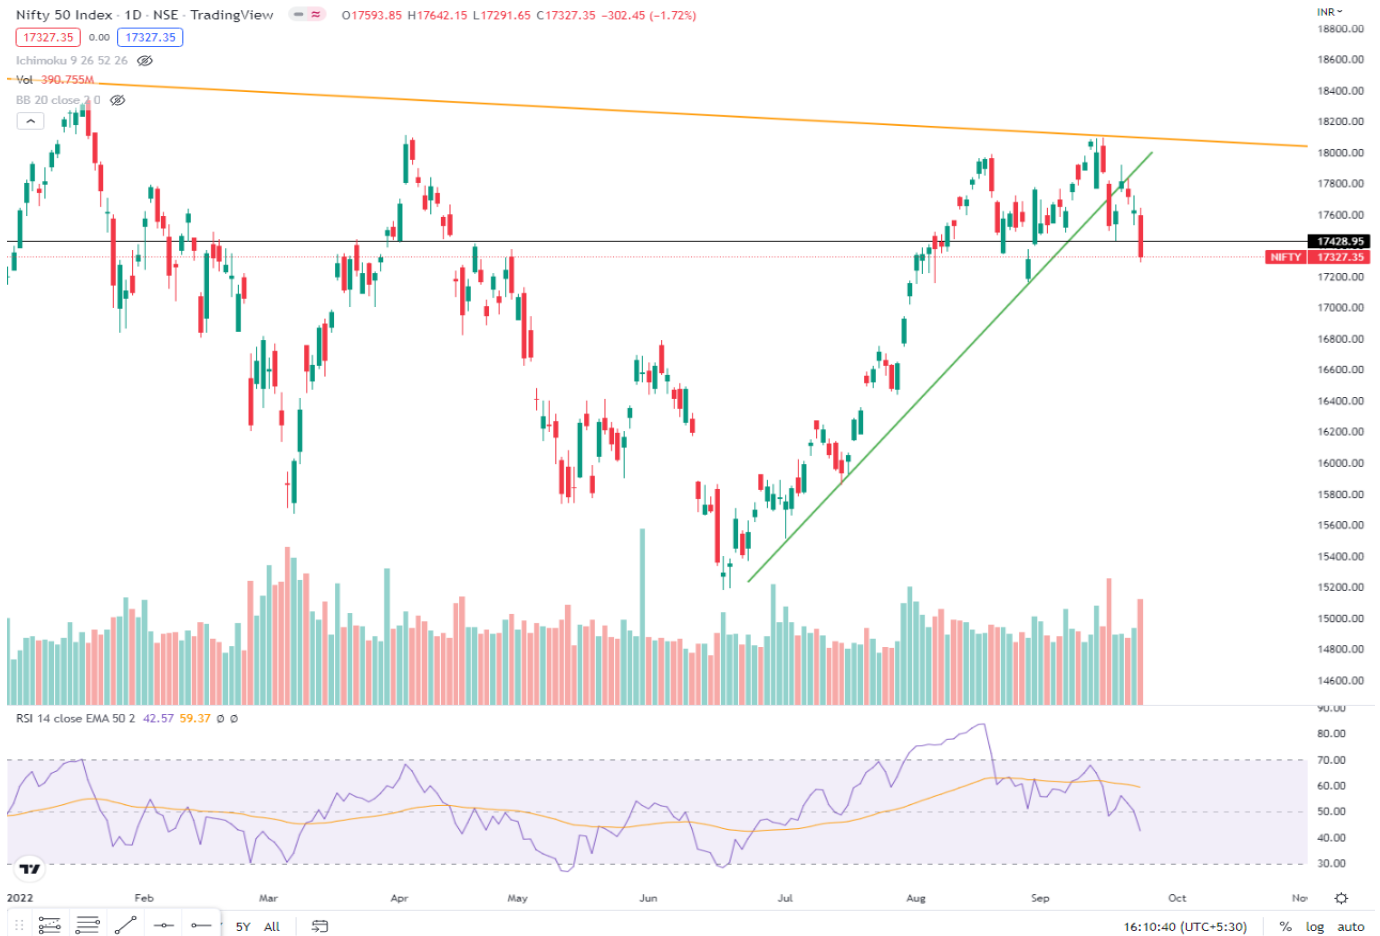 Nifty 50 Index · 1D · NSE · TradingView O17593.85 H17642.15 L17291.65 C17327.35 −302.45 (−1.72%)
INR
17327.35 0.00 17327.35
Ichimoku 9 26 52 26
Vol 390.755M
BB 20 close 2 0
18800.00
18600.00
18400.00
18200.00
18000.00
17800.00
17600.00
17428.95
NIFTY 17327.35
17200.00
17000.00
16800.00
16600.00
16400.00
16200.00
16000.00
15800.00
15600.00
15400.00
15200.00
15000.00
14800.00
14600.00
RSI 14 close EMA 50 2 42.57 59.37 Ø Ø
90.00
80.00
70.00
60.00
50.00
40.00
30.00
2022 Feb Mar Apr May Jun Jul Aug Sep Oct No
5Y All 16:10:40 (UTC+5:30) % log auto